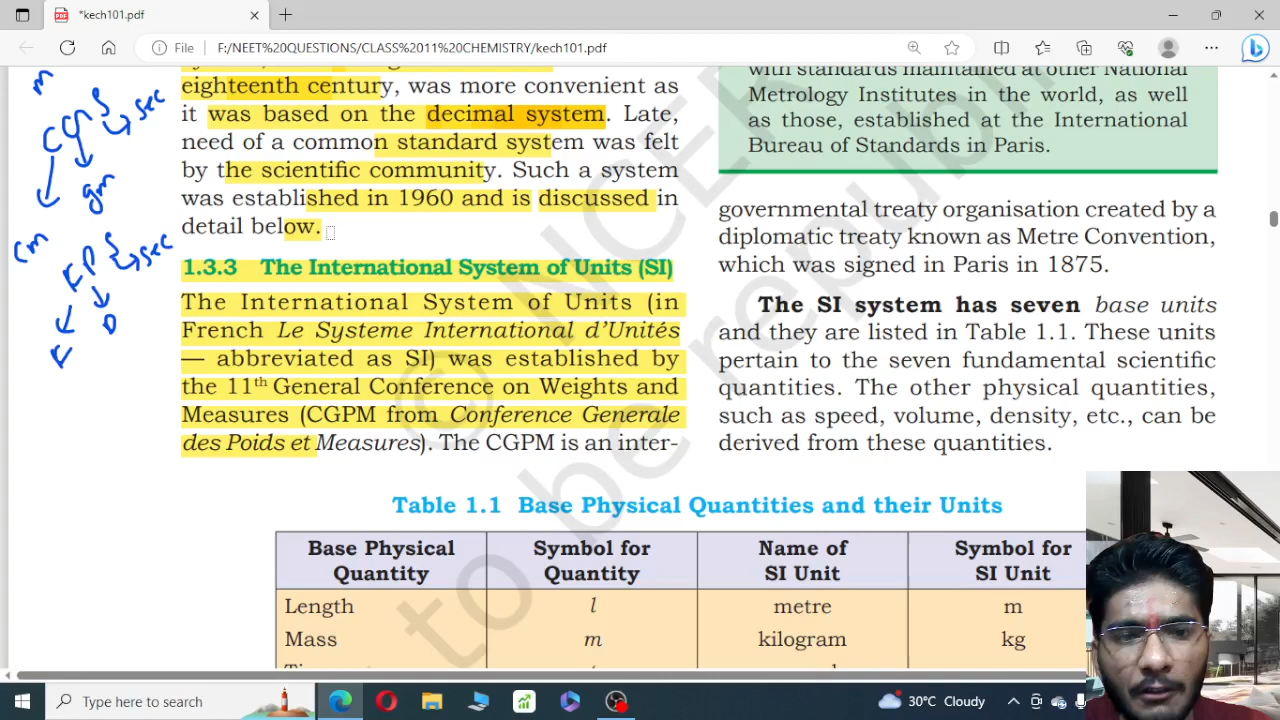 *kech101.pdf
File F:/NEET%20QUESTIONS/CLASS%2011%20CHEMISTRY/kech101.pdf
eighteenth century, was more convenient as
it was based on the decimal system. Late,
need of a common standard system was felt
by the scientific community. Such a system
was established in 1960 and is discussed in
detail below.
1.3.3 The International System of Units (SI)
The International System of Units (in
French Le Systeme International d'Unités
— abbreviated as SI) was established by
the 11th General Conference on Weights and
Measures (CGPM from Conference Generale
des Poids et Measures). The CGPM is an inter-
m
C G S
sec
gm
cm
F P S
sec
P
F
with standards maintained at other National
Metrology Institutes in the world, as well
as those, established at the International
Bureau of Standards in Paris.
governmental treaty organisation created by a
diplomatic treaty known as Metre Convention,
which was signed in Paris in 1875.
The SI system has seven base units
and they are listed in Table 1.1. These units
pertain to the seven fundamental scientific
quantities. The other physical quantities,
such as speed, volume, density, etc., can be
derived from these quantities.
Table 1.1 Base Physical Quantities and their Units
Base Physical Quantity
Symbol for Quantity
Name of SI Unit
Symbol for SI Unit
Length l metre m
Mass m kilogram kg
© NCERT
to be republished
Type here to search
30°C Cloudy